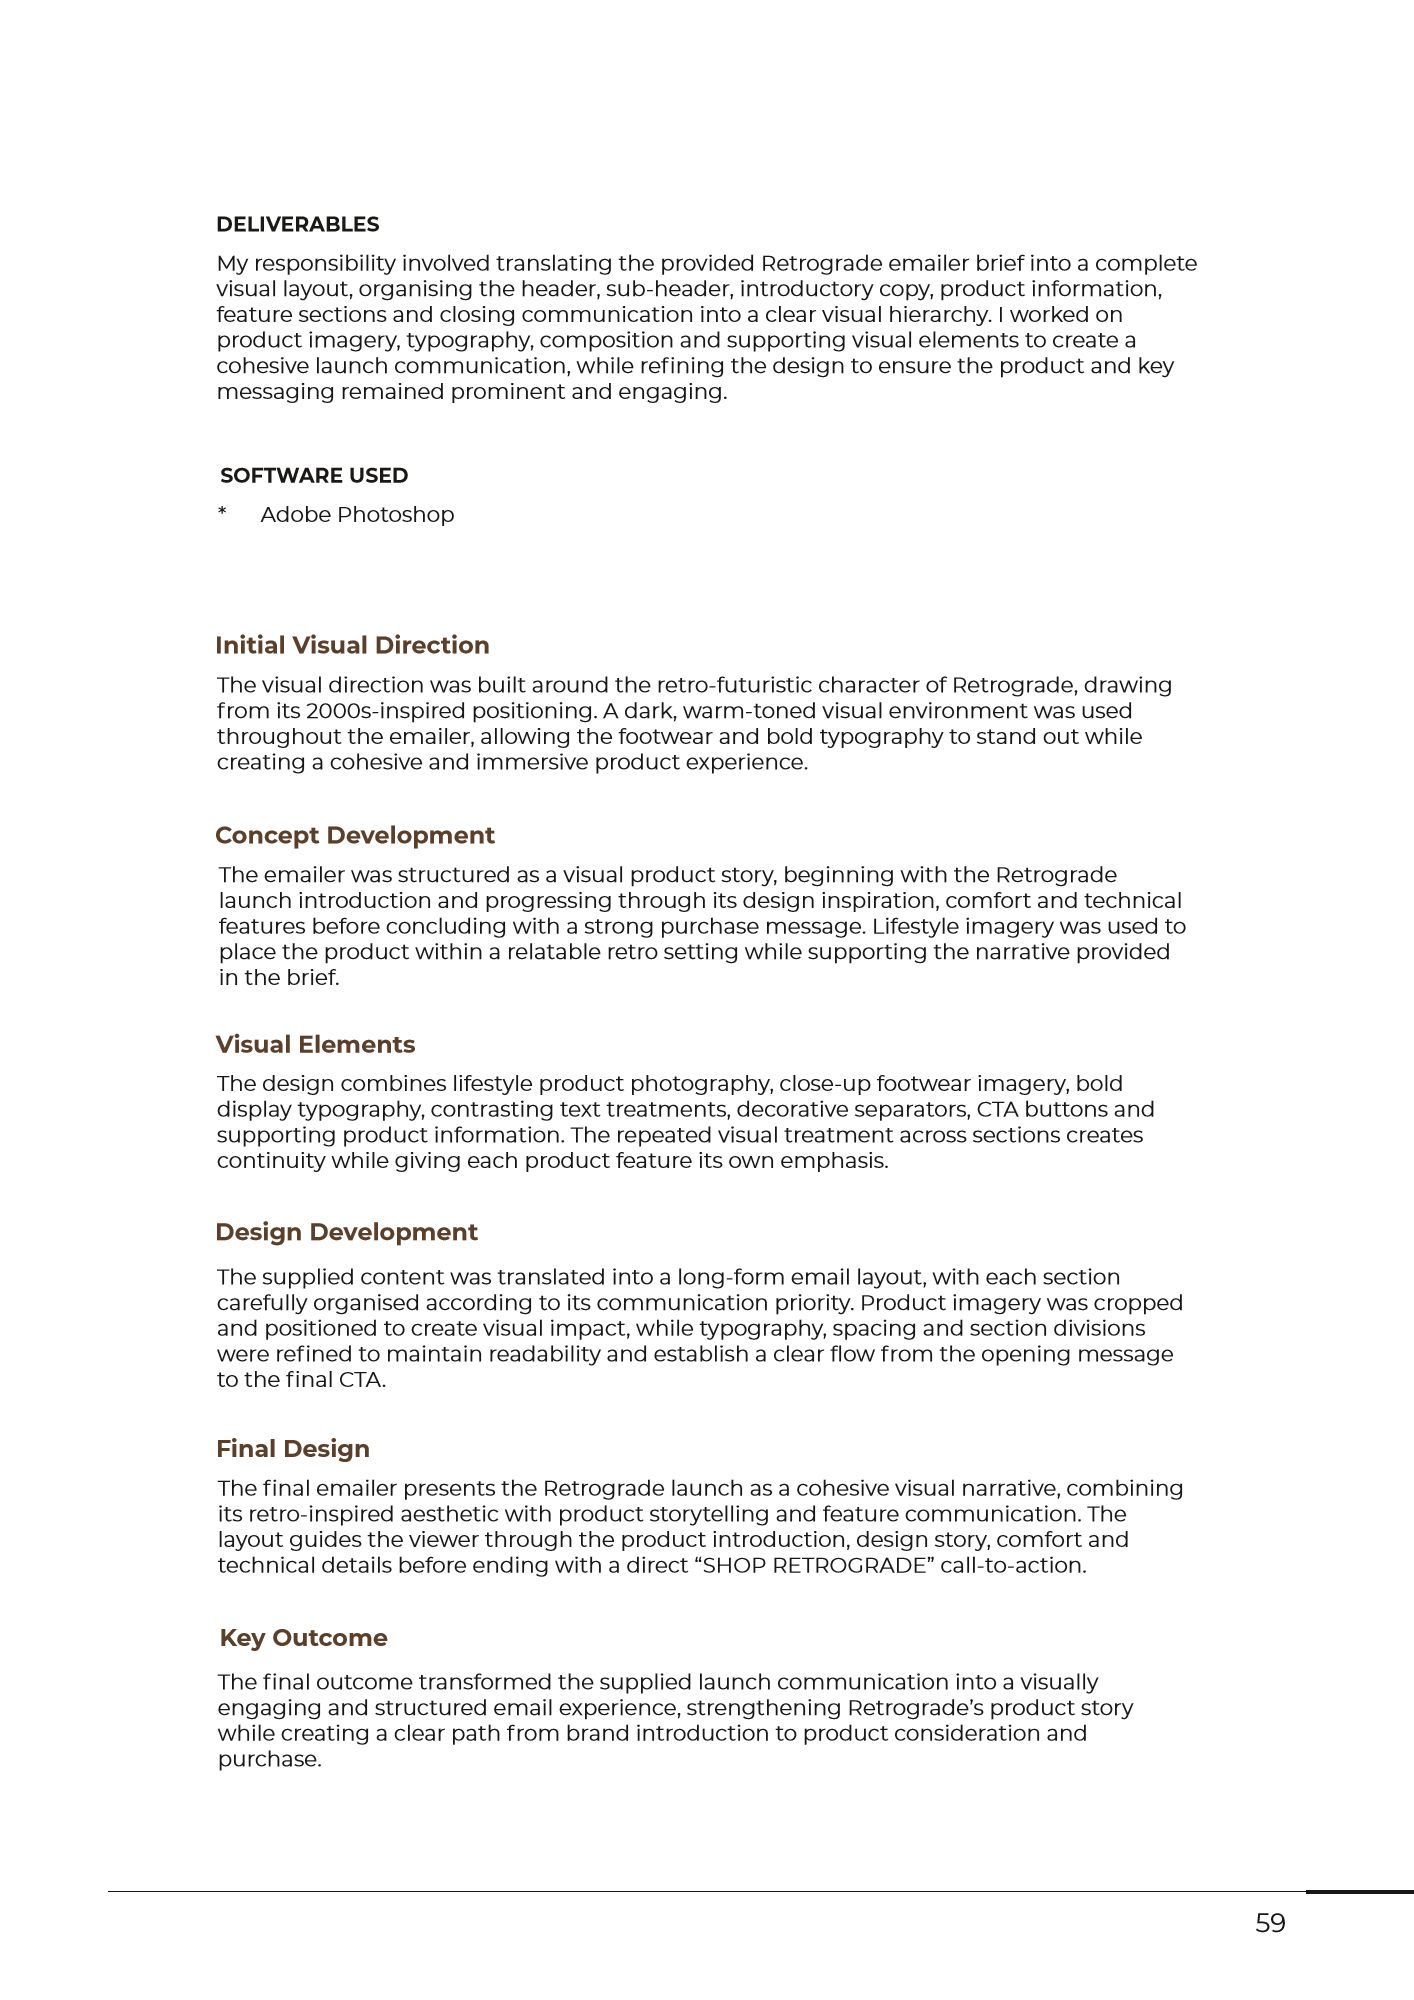 DELIVERABLES
My responsibility involved translating the provided Retrograde emailer brief into a complete
visual layout, organising the header, sub-header, introductory copy, product information,
feature sections and closing communication into a clear visual hierarchy. I worked on
product imagery, typography, composition and supporting visual elements to create a
cohesive launch communication, while refining the design to ensure the product and key
messaging remained prominent and engaging.
SOFTWARE USED
* Adobe Photoshop
Initial Visual Direction
The visual direction was built around the retro-futuristic character of Retrograde, drawing
from its 2000s-inspired positioning. A dark, warm-toned visual environment was used
throughout the emailer, allowing the footwear and bold typography to stand out while
creating a cohesive and immersive product experience.
Concept Development
The emailer was structured as a visual product story, beginning with the Retrograde
launch introduction and progressing through its design inspiration, comfort and technical
features before concluding with a strong purchase message. Lifestyle imagery was used to
place the product within a relatable retro setting while supporting the narrative provided
in the brief.
Visual Elements
The design combines lifestyle product photography, close-up footwear imagery, bold
display typography, contrasting text treatments, decorative separators, CTA buttons and
supporting product information. The repeated visual treatment across sections creates
continuity while giving each product feature its own emphasis.
Design Development
The supplied content was translated into a long-form email layout, with each section
carefully organised according to its communication priority. Product imagery was cropped
and positioned to create visual impact, while typography, spacing and section divisions
were refined to maintain readability and establish a clear flow from the opening message
to the final CTA.
Final Design
The final emailer presents the Retrograde launch as a cohesive visual narrative, combining
its retro-inspired aesthetic with product storytelling and feature communication. The
layout guides the viewer through the product introduction, design story, comfort and
technical details before ending with a direct “SHOP RETROGRADE” call-to-action.
Key Outcome
The final outcome transformed the supplied launch communication into a visually
engaging and structured email experience, strengthening Retrograde’s product story
while creating a clear path from brand introduction to product consideration and
purchase.
59